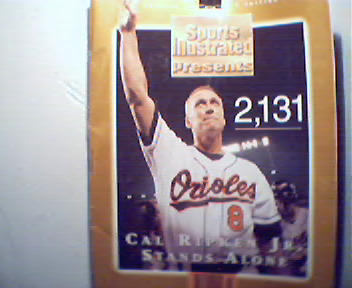 Sports
Illustrated
Presents
2,131
Orioles
8
CAL RIPKEN JR.
STANDS ALONE